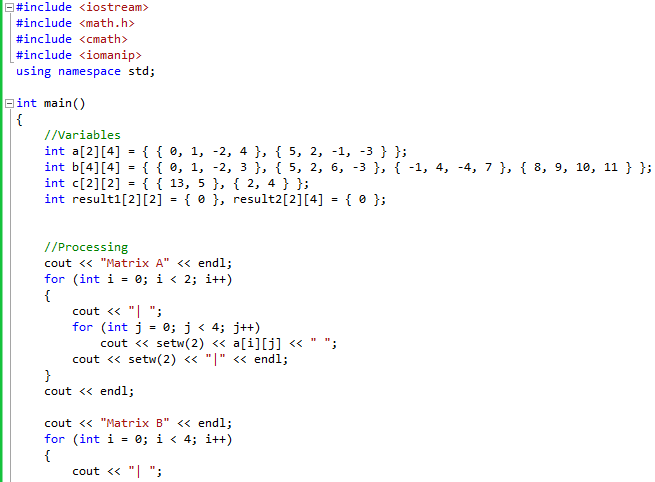 #include <iostream>
#include <math.h>
#include <cmath>
#include <iomanip>
using namespace std;
int main()
{
//Variables
int a[2][4] = { { 0, 1, -2, 4 }, { 5, 2, -1, -3 } };
int b[4][4] = { { 0, 1, -2, 3 }, { 5, 2, 6, -3 }, { -1, 4, -4, 7 }, { 8, 9, 10, 11 } };
int c[2][2] = { { 13, 5 }, { 2, 4 } };
int result1[2][2] = { 0 }, result2[2][4] = { 0 };
//Processing
cout << "Matrix A" << endl;
for (int i = 0; i < 2; i++)
{
cout << "| ";
for (int j = 0; j < 4; j++)
cout << setw(2) << a[i][j] << " ";
cout << setw(2) << "|" << endl;
}
cout << endl;
cout << "Matrix B" << endl;
for (int i = 0; i < 4; i++)
{
cout << "| ";